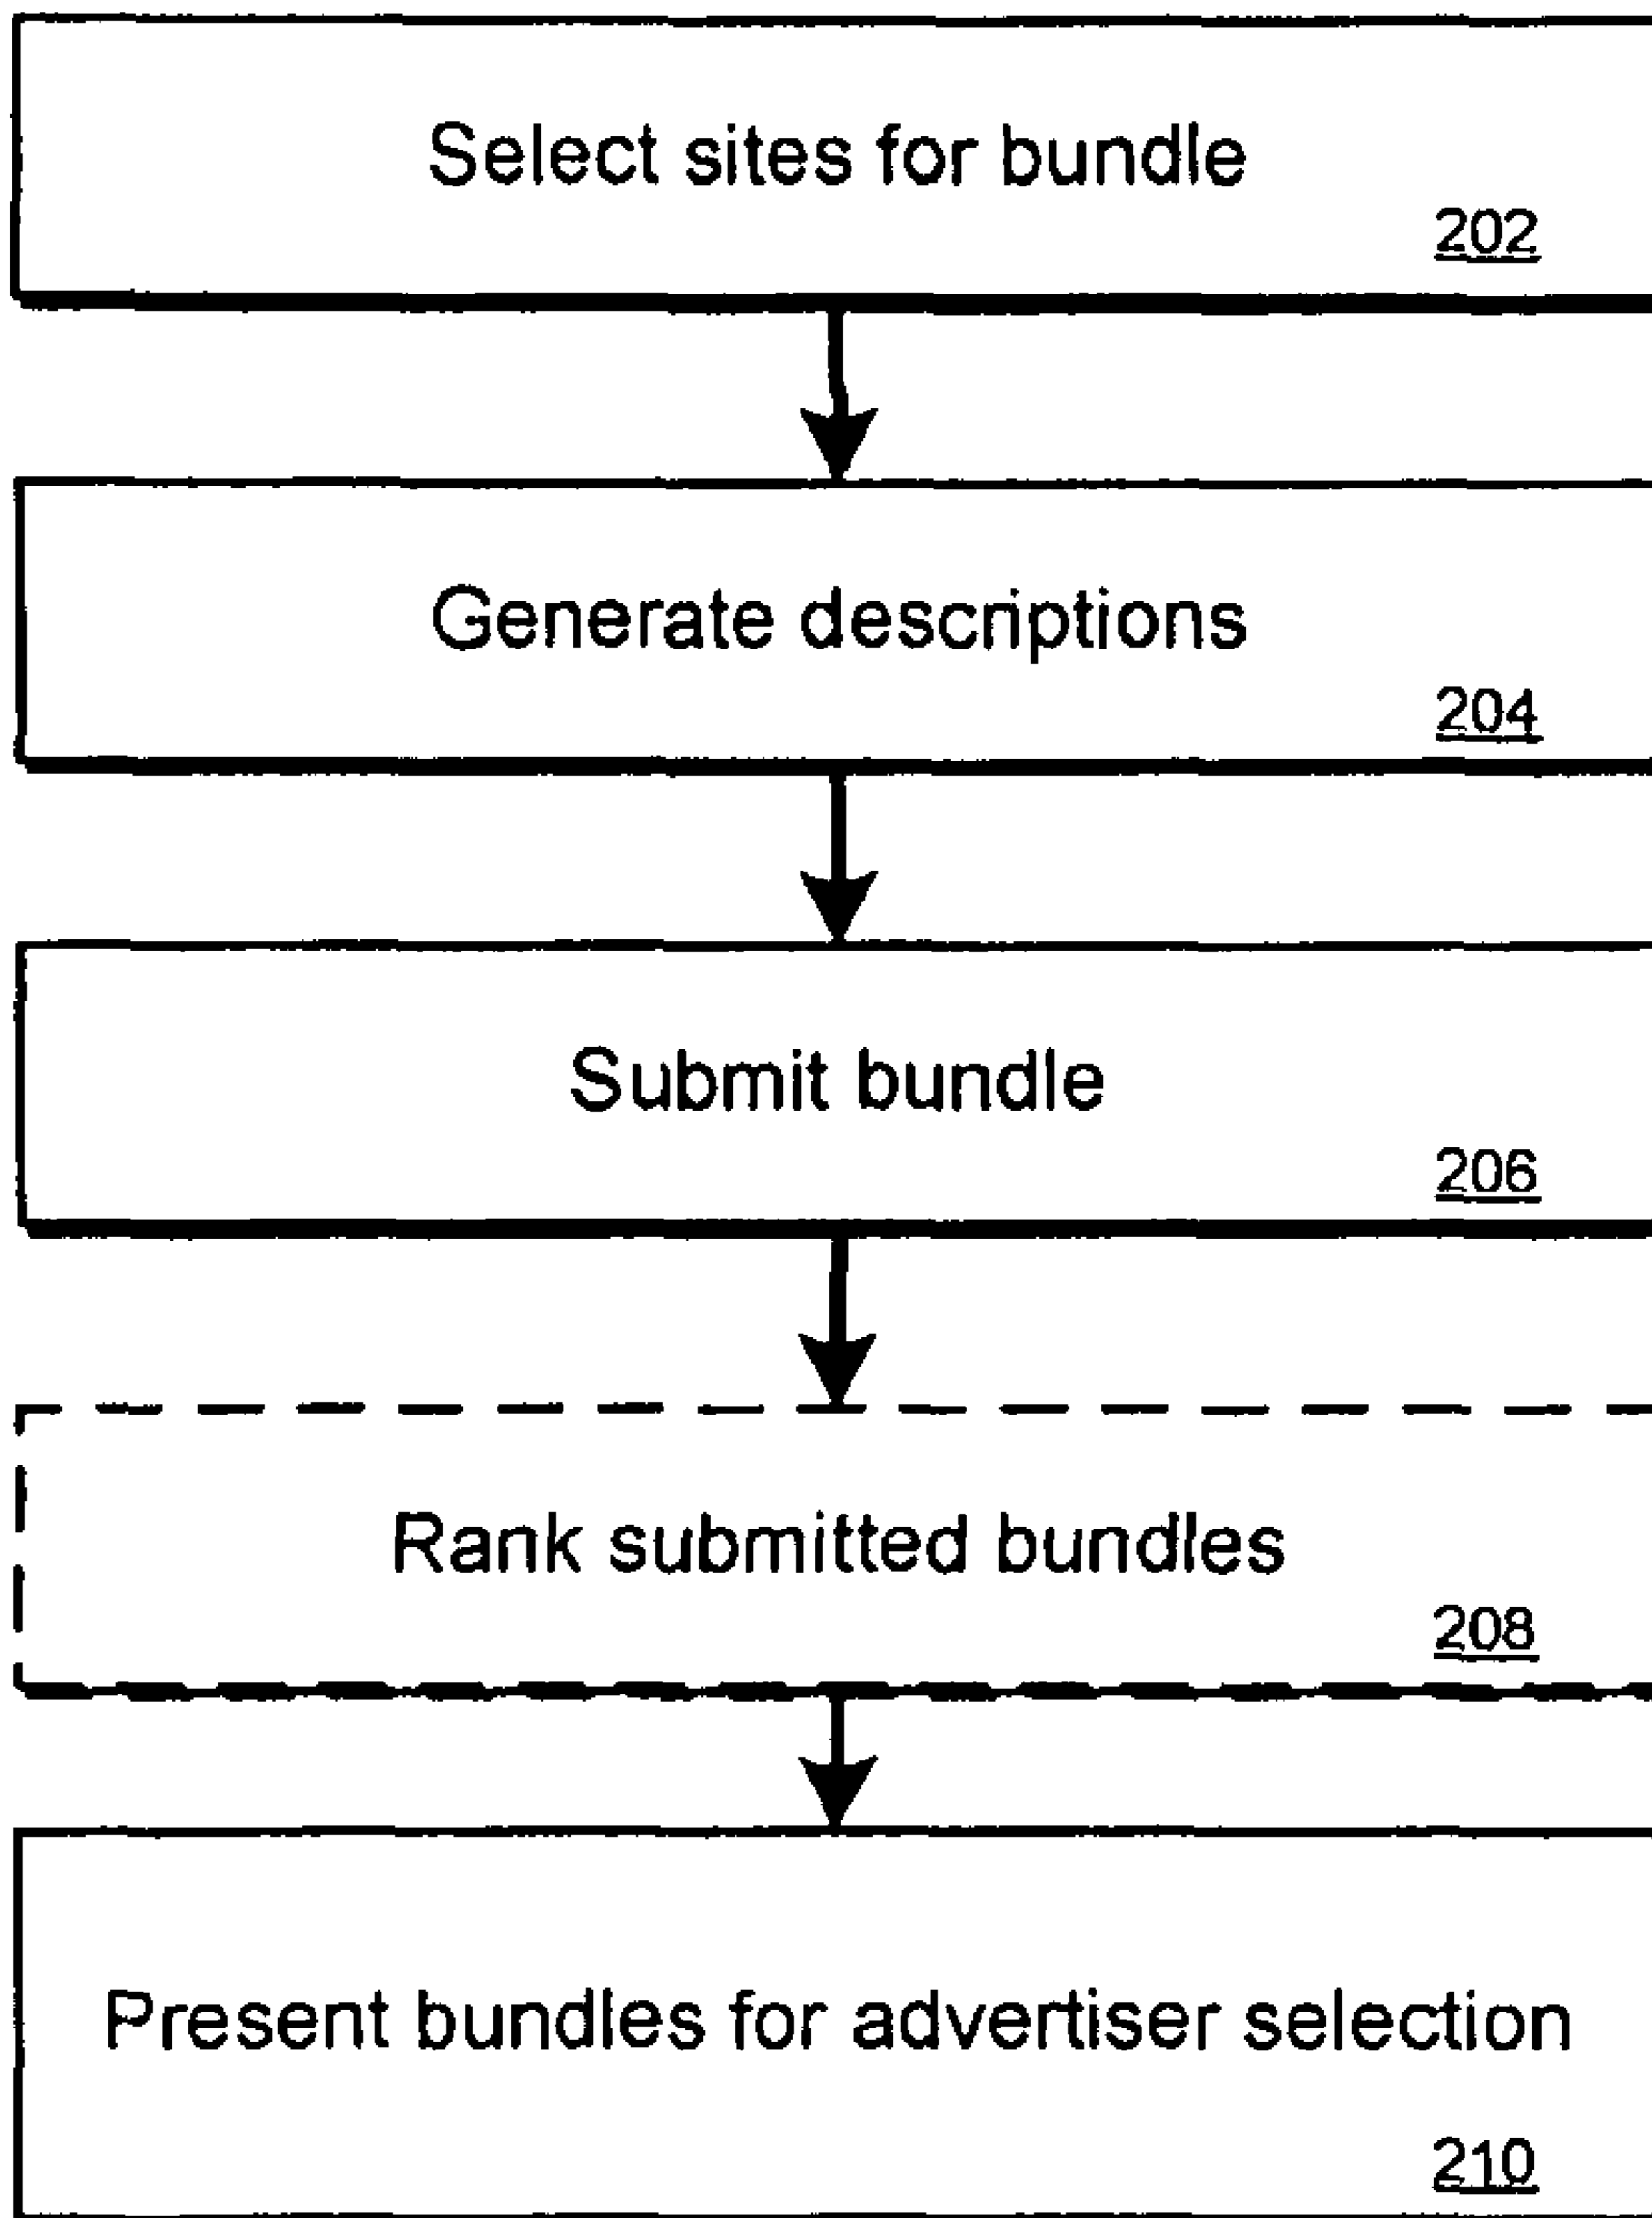 Select sites for bundle
202
Generate descriptions
204
Submit bundle
206
Rank submitted bundles
208
Present bundles for advertiser selection
210